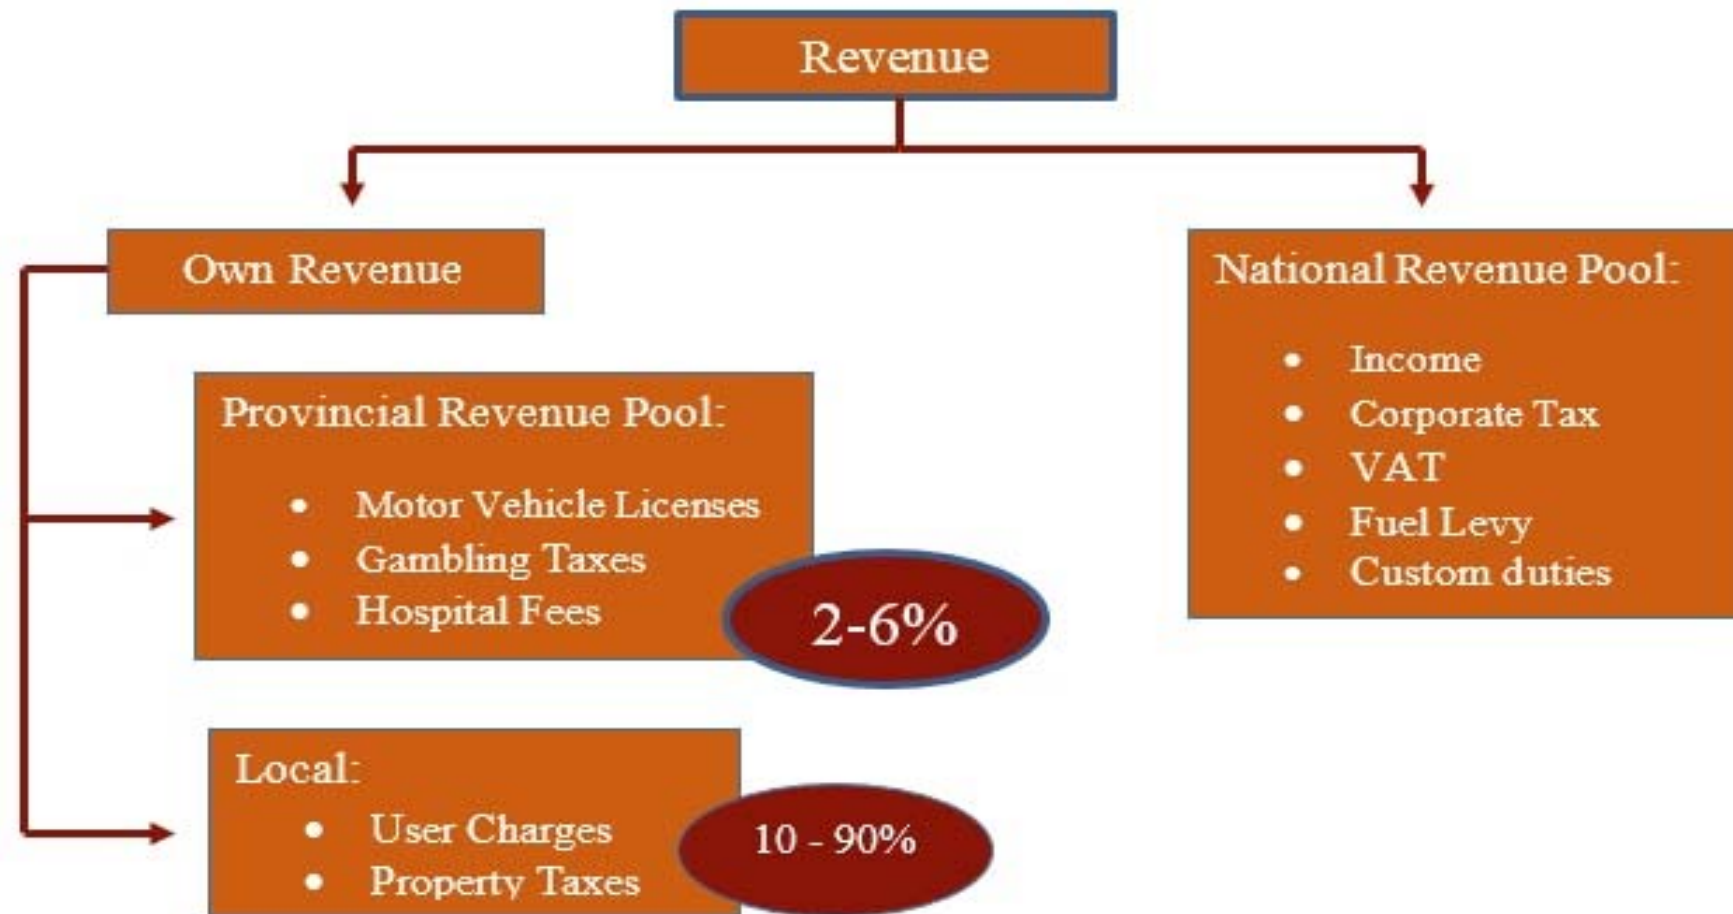 Revenue
Own Revenue
Provincial Revenue Pool:
• Motor Vehicle Licenses
• Gambling Taxes
• Hospital Fees
2-6%
Local:
• User Charges
• Property Taxes
10 - 90%
National Revenue Pool:
• Income
• Corporate Tax
• VAT
• Fuel Levy
• Custom duties